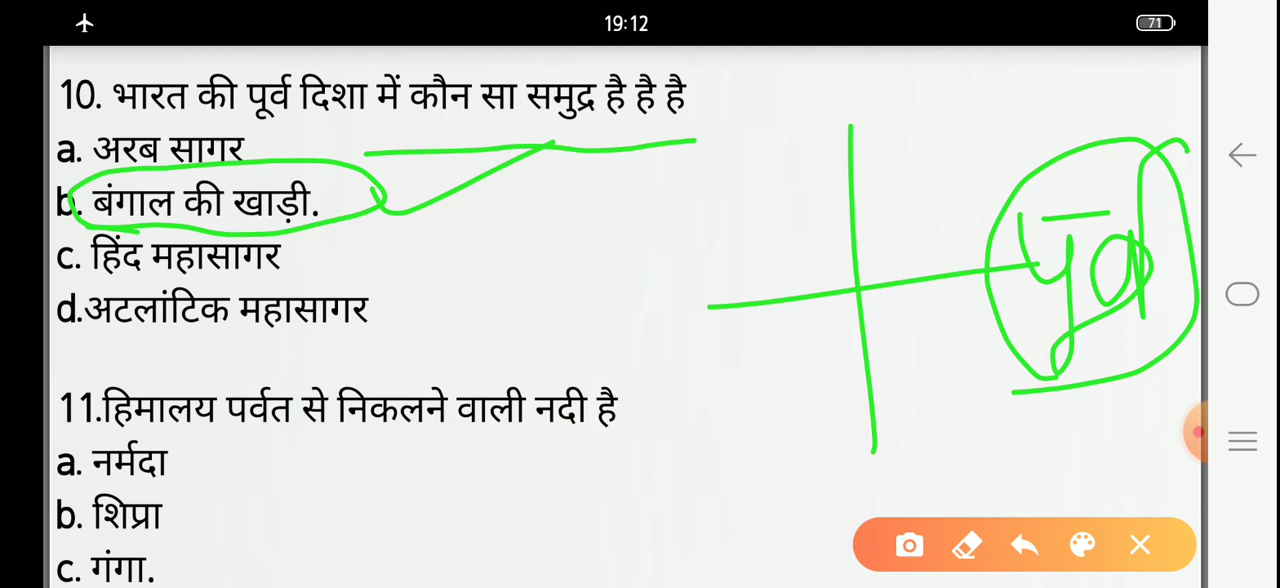 19:12
71
10. भारत की पूर्व दिशा में कौन सा समुद्र है है है
a. अरब सागर
b. बंगाल की खाड़ी.
c. हिंद महासागर
d.अटलांटिक महासागर
पूर्व
11.हिमालय पर्वत से निकलने वाली नदी है
a. नर्मदा
b. शिप्रा
c. गंगा.